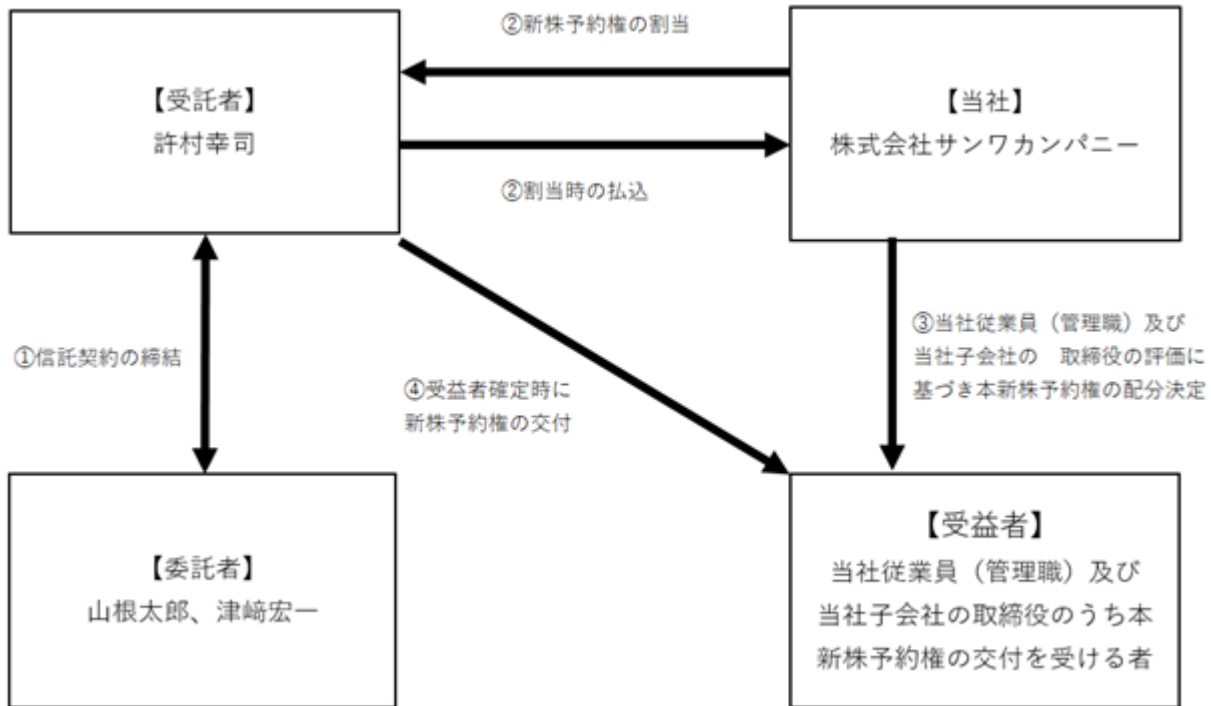 ②新株予約権の割当
【受託者】
許村幸司
【当社】
株式会社サンワカンパニー
②割当時の払込
①信託契約の締結
③当社従業員（管理職）及び
当社子会社の　取締役の評価に
基づき本新株予約権の配分決定
④受益者確定時に
新株予約権の交付
【委託者】
山根太郎、津﨑宏一
【受益者】
当社従業員（管理職）及び
当社子会社の取締役のうち本
新株予約権の交付を受ける者